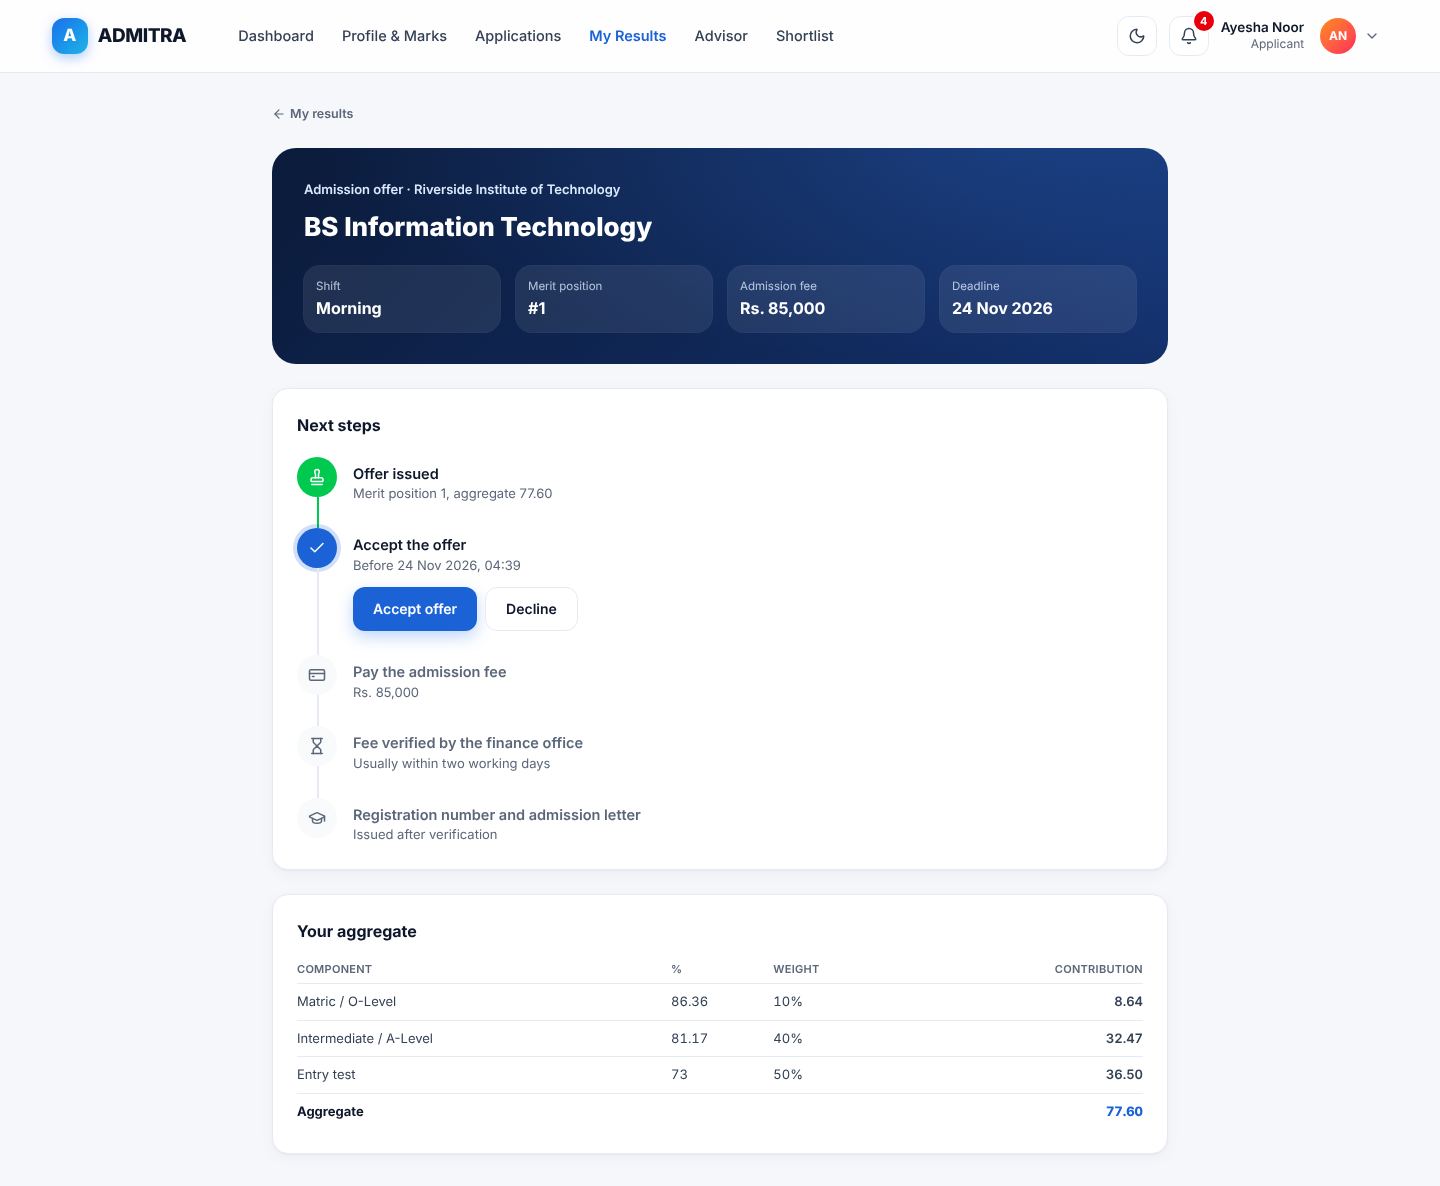 A ADMITRA Dashboard Profile & Marks Applications My Results Advisor Shortlist 4 Ayesha Noor AN
Applicant
My results
Admission offer · Riverside Institute of Technology
BS Information Technology
Shift Merit position Admission fee Deadline
Morning #1 Rs. 85,000 24 Nov 2026
Next steps
Offer issued
Merit position 1, aggregate 77.60
Accept the offer
Before 24 Nov 2026, 04:39
Accept offer Decline
Pay the admission fee
Rs. 85,000
Fee verified by the finance office
Usually within two working days
Registration number and admission letter
Issued after verification
Your aggregate
COMPONENT % WEIGHT CONTRIBUTION
Matric / O-Level 86.36 10% 8.64
Intermediate / A-Level 81.17 40% 32.47
Entry test 73 50% 36.50
Aggregate 77.60